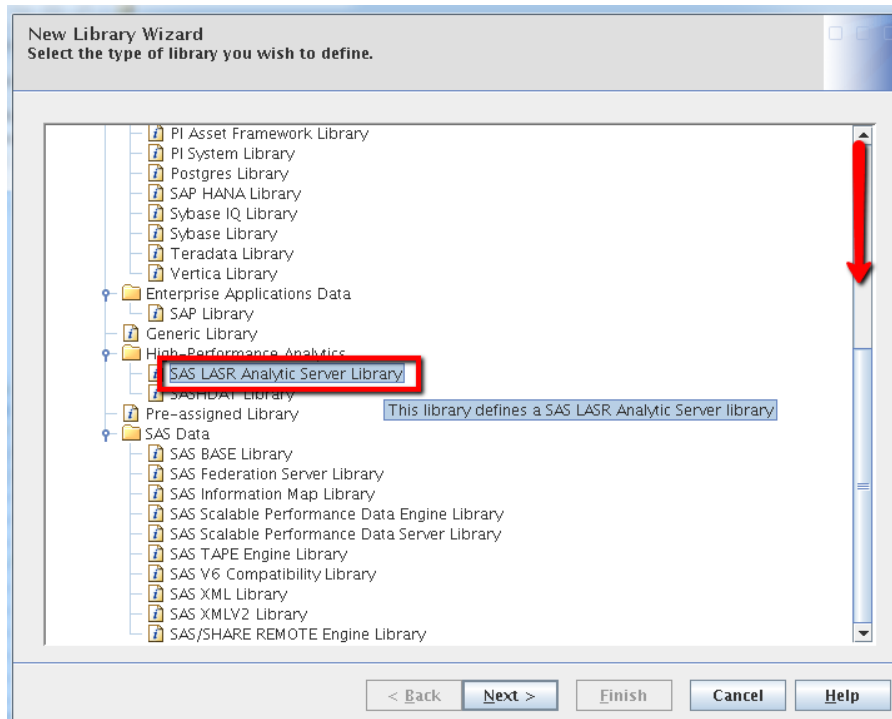 New Library Wizard
Select the type of library you wish to define.
PI Asset Framework Library
PI System Library
Postgres Library
SAP HANA Library
Sybase IQ Library
Sybase Library
Teradata Library
Vertica Library
Enterprise Applications Data
SAP Library
Generic Library
High-Performance Analytics
SAS LASR Analytic Server Library
SASHDAT Library
Pre-assigned Library
This library defines a SAS LASR Analytic Server library
SAS Data
SAS BASE Library
SAS Federation Server Library
SAS Information Map Library
SAS Scalable Performance Data Engine Library
SAS Scalable Performance Data Server Library
SAS TAPE Engine Library
SAS V6 Compatibility Library
SAS XML Library
SAS XMLV2 Library
SAS/SHARE REMOTE Engine Library
< Back Next > Finish Cancel Help